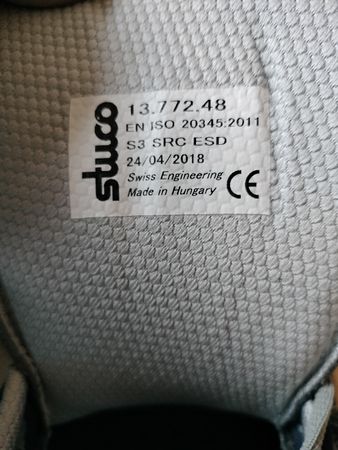 stuco
13.772.48
EN ISO 20345:2011
S3 SRC ESD
24/04/2018
Swiss Engineering
Made in Hungary CE